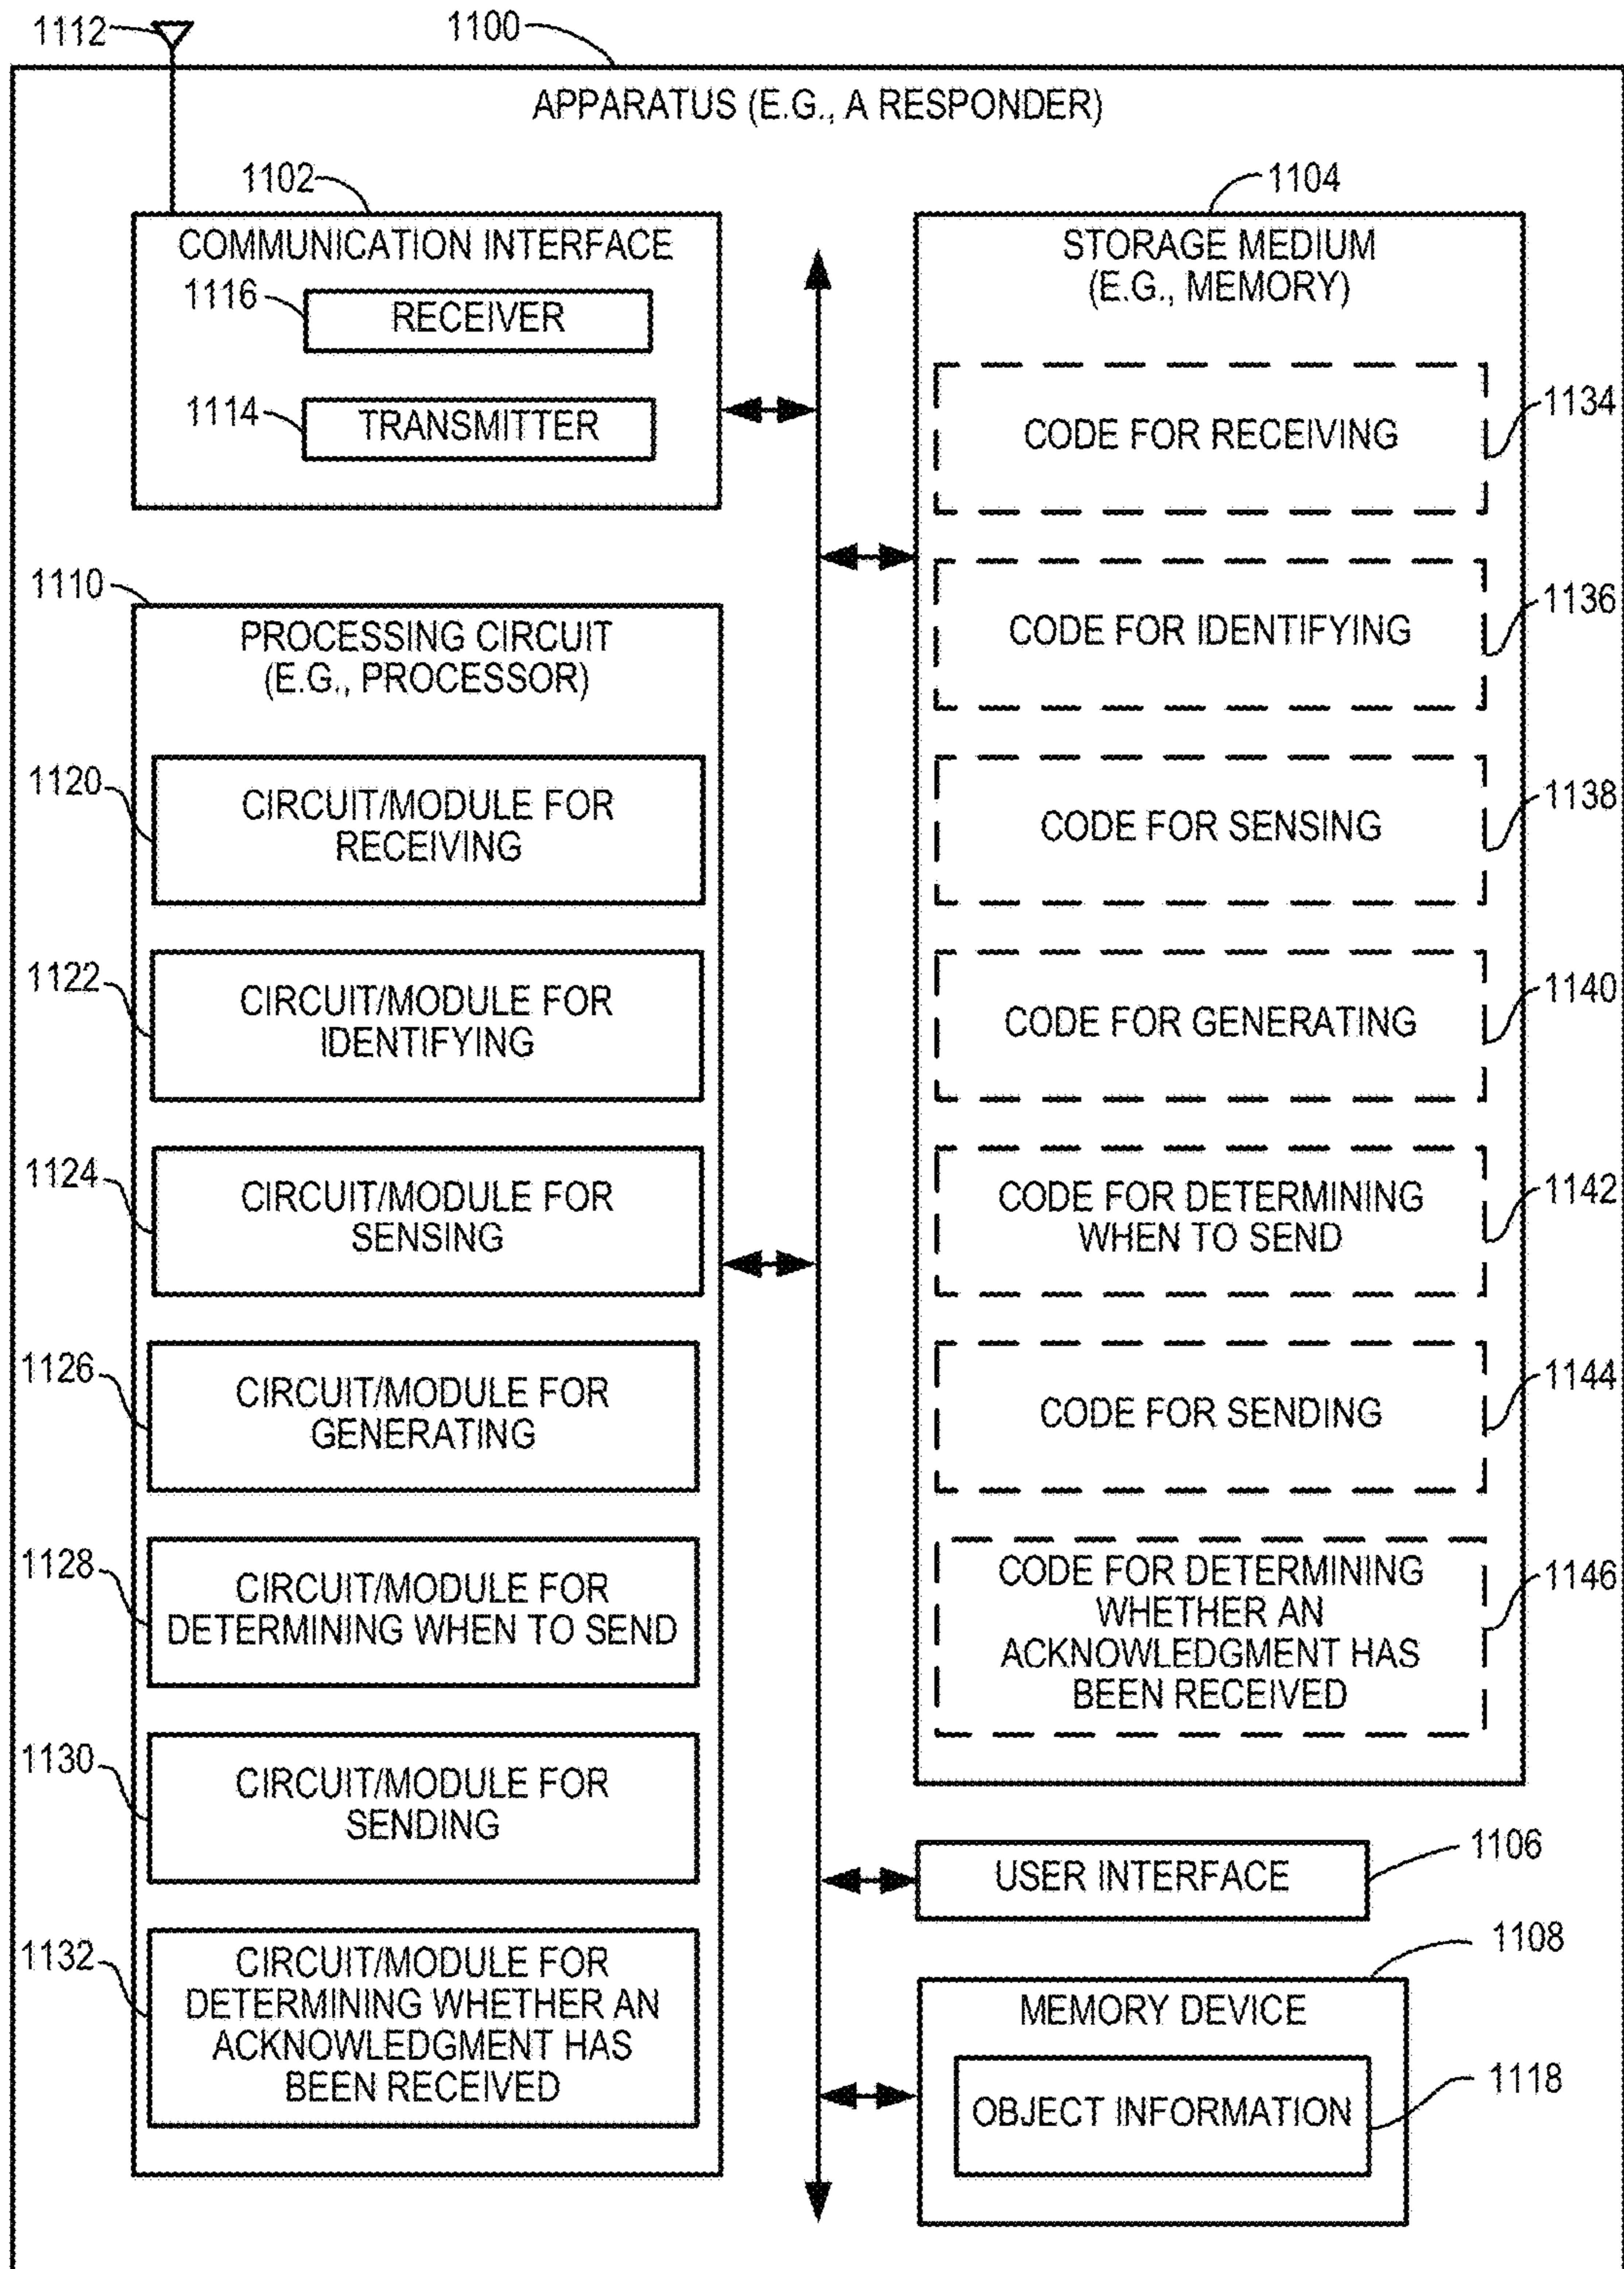 1112
1100
APPARATUS (E.G., A RESPONDER)
1102
COMMUNICATION INTERFACE
1116
RECEIVER
1114
TRANSMITTER
1110
PROCESSING CIRCUIT
(E.G., PROCESSOR)
1120
CIRCUIT/MODULE FOR
RECEIVING
1122
CIRCUIT/MODULE FOR
IDENTIFYING
1124
CIRCUIT/MODULE FOR
SENSING
1126
CIRCUIT/MODULE FOR
GENERATING
1128
CIRCUIT/MODULE FOR
DETERMINING WHEN TO SEND
1130
CIRCUIT/MODULE FOR
SENDING
1132
CIRCUIT/MODULE FOR
DETERMINING WHETHER AN
ACKNOWLEDGMENT HAS
BEEN RECEIVED
1104
STORAGE MEDIUM
(E.G., MEMORY)
CODE FOR RECEIVING
1134
CODE FOR IDENTIFYING
1136
CODE FOR SENSING
1138
CODE FOR GENERATING
1140
CODE FOR DETERMINING
WHEN TO SEND
1142
CODE FOR SENDING
1144
CODE FOR DETERMINING
WHETHER AN
ACKNOWLEDGMENT HAS
BEEN RECEIVED
1146
USER INTERFACE
1106
1108
MEMORY DEVICE
OBJECT INFORMATION
1118